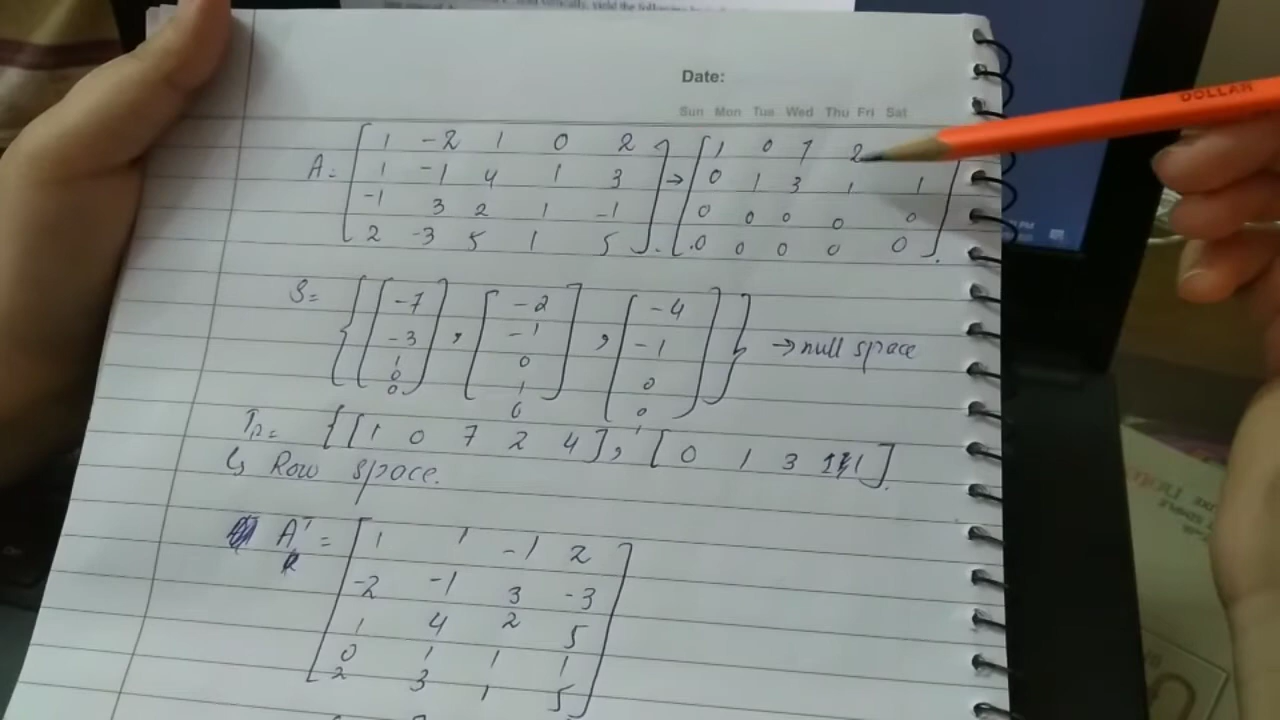 yield the following
Date:
Sun Mon Tue Wed Thu Fri Sat
DOLLAR
A = [ 1 -2 1 0 2 ] → [ 1 0 7 2
1 -1 4 1 3 0 1 3 1 1
-1 3 2 1 -1 0 0 0 0 0
2 -3 5 1 5 ]. [ .0 0 0 0 0 ].
S = { [ -7 -3 1 0 0 ], [ -2 -1 0 1 0 ], [ -4 -1 0 0 ] } → null space
= { [ 1 0 7 2 4 ], [ 0 1 3 1 1 ].
↳ Row space.
A' = [ 1 1 -1 2 ]
-2 -1 3 -3
1 4 2 5
0 1 1 1
2 3 1 5